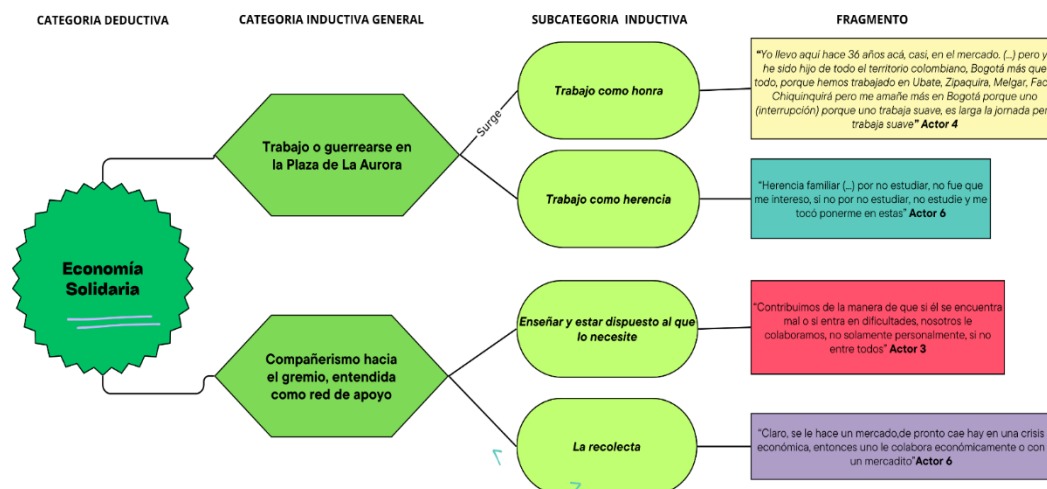 CATEGORIA DEDUCTIVA
CATEGORIA INDUCTIVA GENERAL
SUBCATEGORIA INDUCTIVA
FRAGMENTO
Economía
Solidaria
Trabajo o guerrearse en
la Plaza de La Aurora
Surge
Trabajo como honra
“Yo llevo aquí hace 36 años acá, casi, en el mercado. (...) pero y
he sido hijo de todo el territorio colombiano, Bogotá más que
todo, porque hemos trabajado en Ubate, Zipaquira, Melgar, Fac
Chiquinquirá pero me amañe más en Bogotá porque uno
(interrupción) porque uno trabaja suave, es larga la jornada per
trabaja suave” Actor 4
Trabajo como herencia
“Herencia familiar (...) por no estudiar, no fue que
me intereso, si no por no estudiar, no estudie y me
tocó ponerme en estas” Actor 6
Compañerismo hacia
el gremio, entendida
como red de apoyo
Enseñar y estar dispuesto al que
lo necesite
“Contribuimos de la manera de que si él se encuentra
mal o si entra en dificultades, nosotros le
colaboramos, no solamente personalmente, si no
entre todos” Actor 3
La recolecta
“Claro, se le hace un mercado,de pronto cae hay en una crisis
económica, entonces uno le colabora económicamente o con
un mercadito”Actor 6